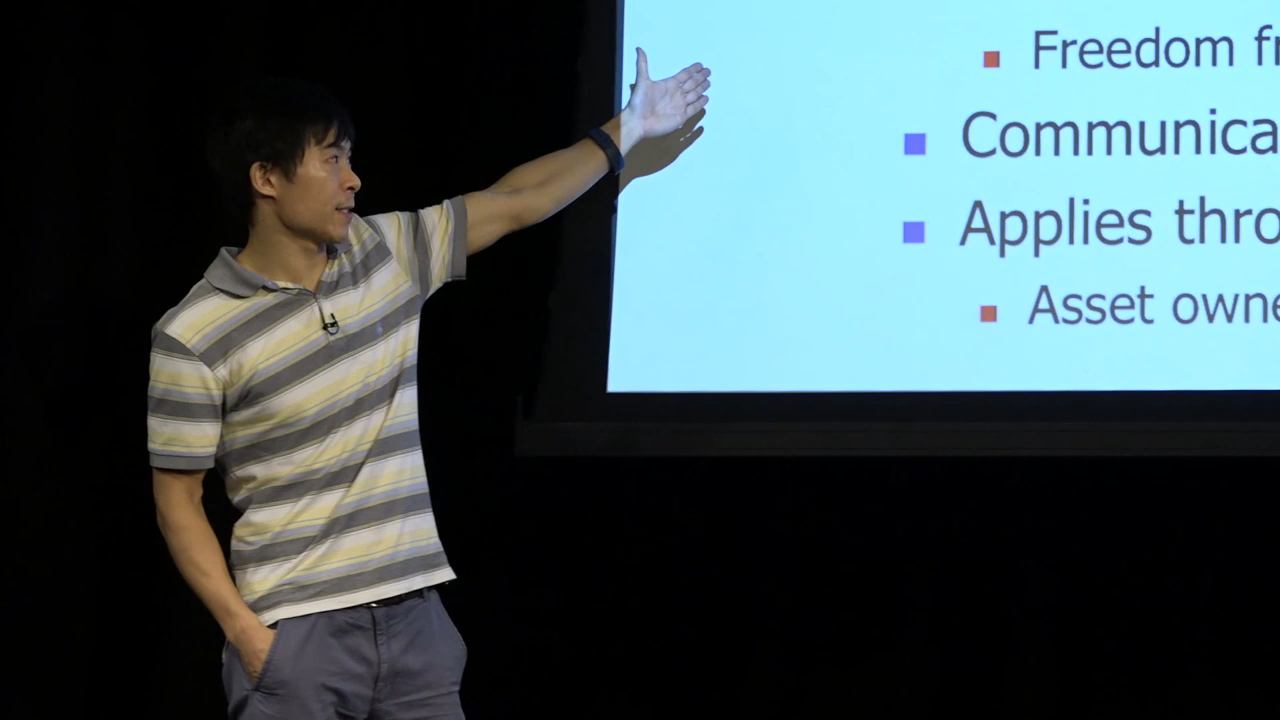 Freedom
Communica
Applies thro
Asset owne